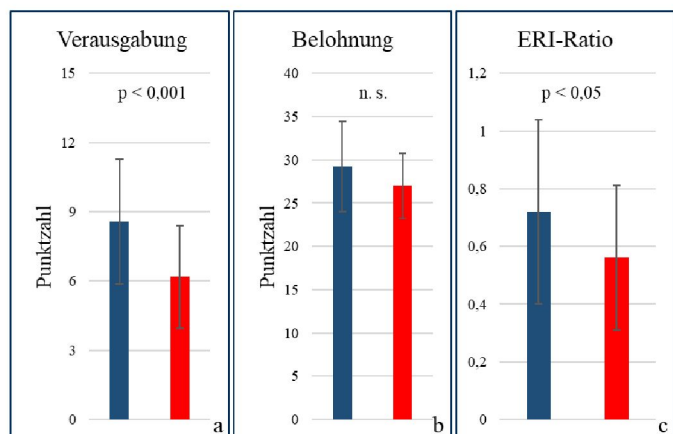 Verausgabung
p < 0,001
Punktzahl
15
12
9
6
3
0
a
Belohnung
n. s.
Punktzahl
40
35
30
25
20
15
10
5
0
b
ERI-Ratio
p < 0,05
1,2
1
0,8
0,6
0,4
0,2
0
c